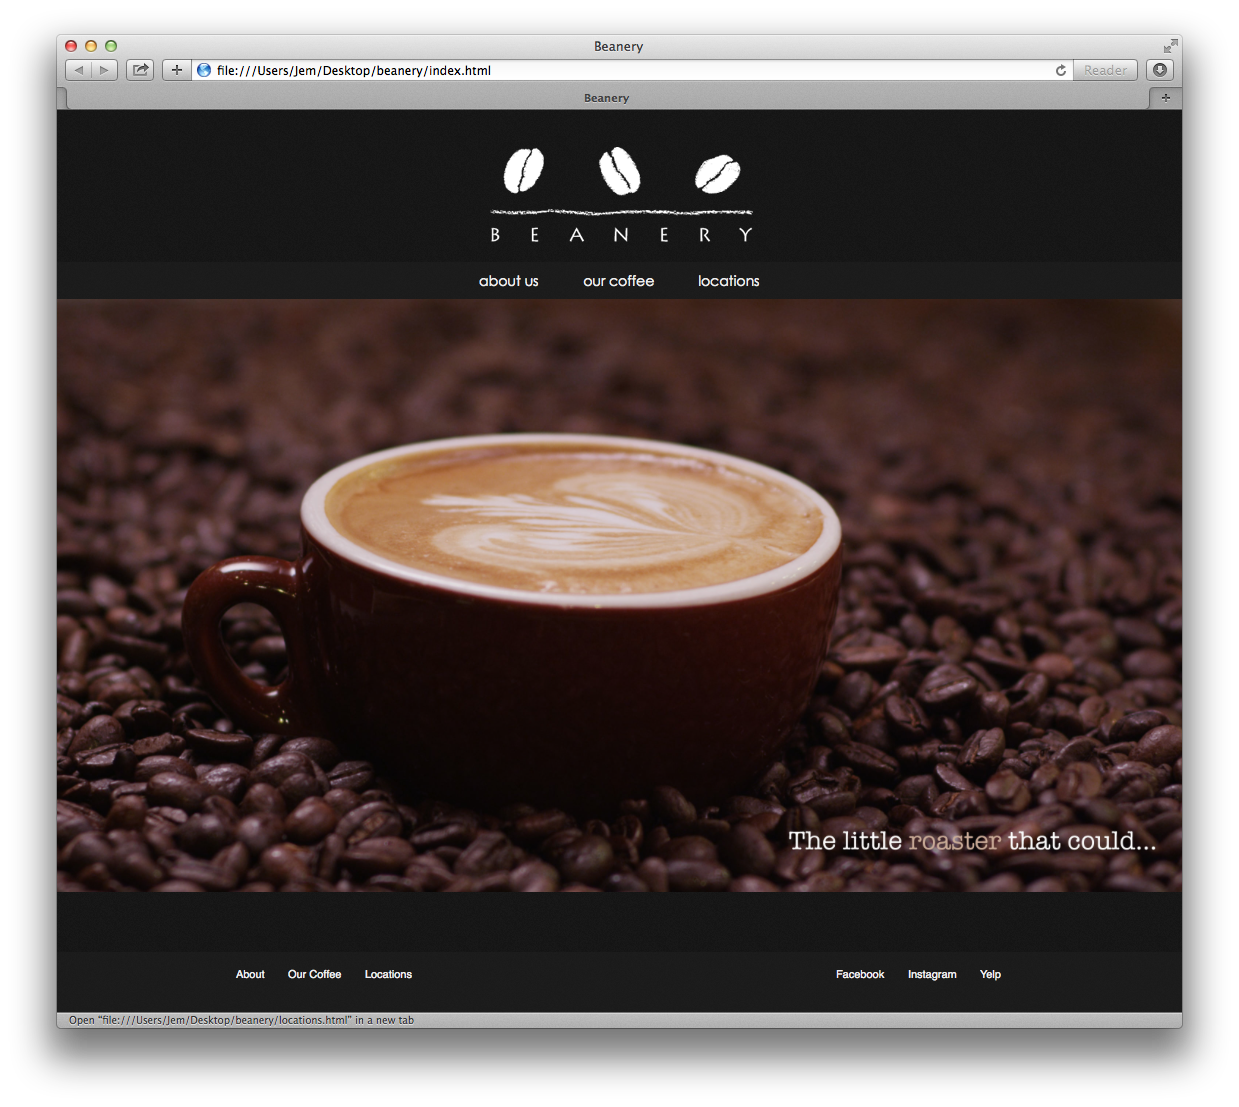 Beanery
file:///Users/Jem/Desktop/beanery/index.html
Reader
Beanery
BEANERY
about us our coffee locations
The little roaster that could...
About Our Coffee Locations Facebook Instagram Yelp
Open "file:///Users/Jem/Desktop/beanery/locations.html" in a new tab